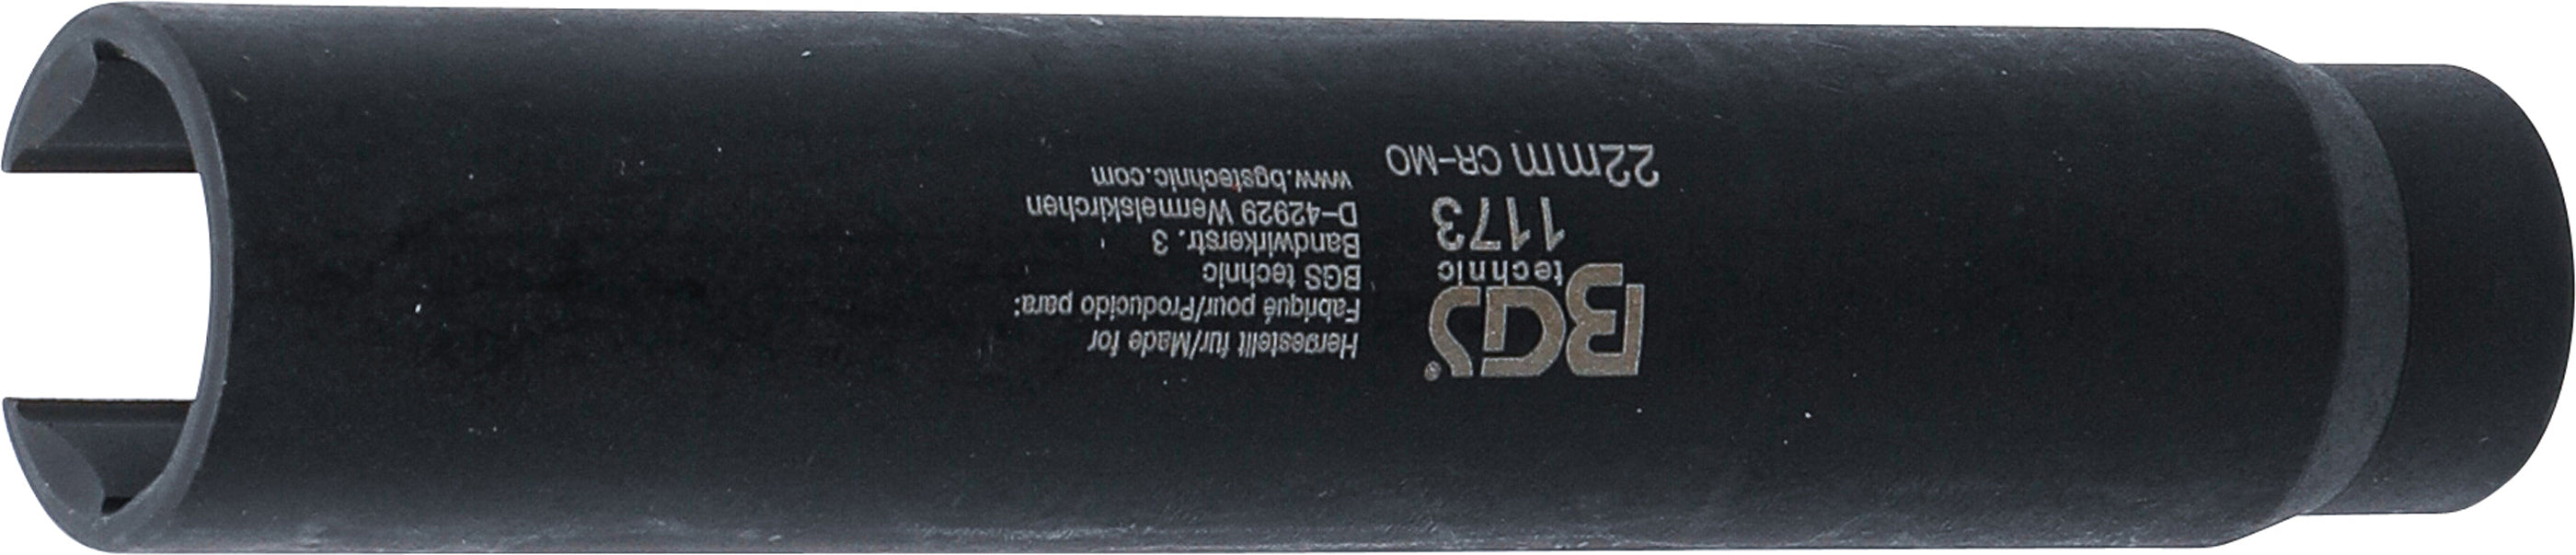 BGS®
technic
1173
22mm CR-MO
Hergestellt für/Made for
Fabriqué pour/Producido para:
BGS technic
Bandwirkerstr. 3
D-42929 Wermelskirchen
www.bgstechnic.com